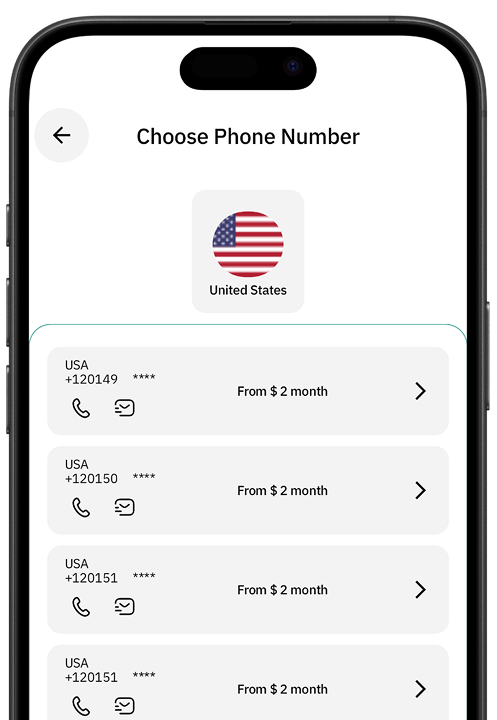 Choose Phone Number
United States
USA
+120149 ****
From $ 2 month
USA
+120150 ****
From $ 2 month
USA
+120151 ****
From $ 2 month
USA
+120151 ****
From $ 2 month